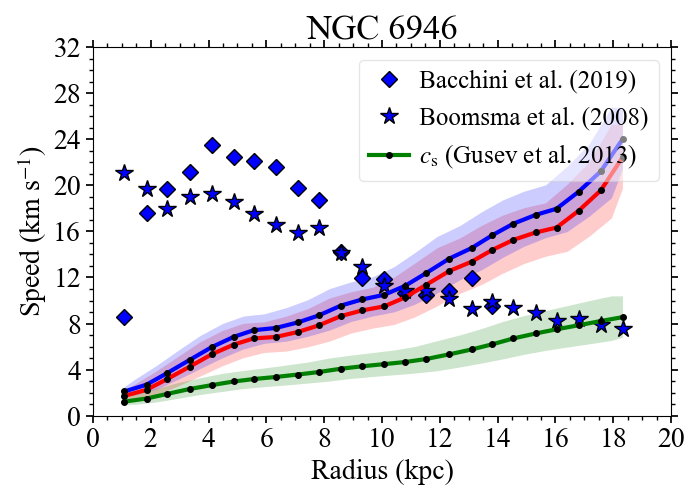 NGC 6946
32
28
24
20
16
12
8
4
0
Speed (km s⁻¹)
Bacchini et al. (2019)
Boomsma et al. (2008)
cₛ (Gusev et al. 2013)
0 2 4 6 8 10 12 14 16 18 20
Radius (kpc)